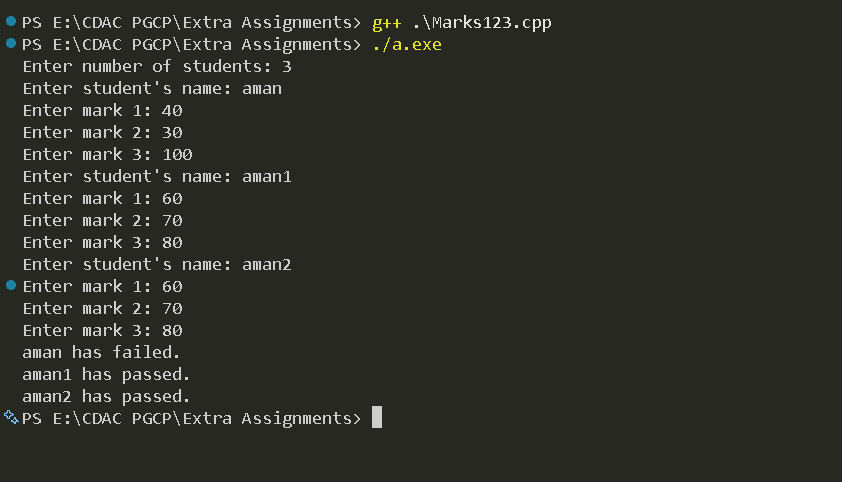 PS E:\CDAC PGCP\Extra Assignments> g++ .\Marks123.cpp
PS E:\CDAC PGCP\Extra Assignments> ./a.exe
Enter number of students: 3
Enter student's name: aman
Enter mark 1: 40
Enter mark 2: 30
Enter mark 3: 100
Enter student's name: aman1
Enter mark 1: 60
Enter mark 2: 70
Enter mark 3: 80
Enter student's name: aman2
Enter mark 1: 60
Enter mark 2: 70
Enter mark 3: 80
aman has failed.
aman1 has passed.
aman2 has passed.
PS E:\CDAC PGCP\Extra Assignments>